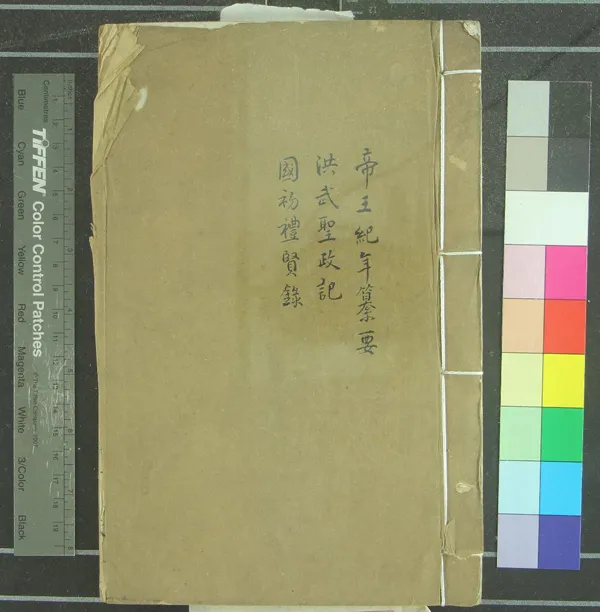 帝王紀年纂要
洪武聖政記
國初禮賢錄
TIFFEN Color Control Patches
Centimetres
Blue Cyan Green Yellow Red Magenta White 3/Color Black